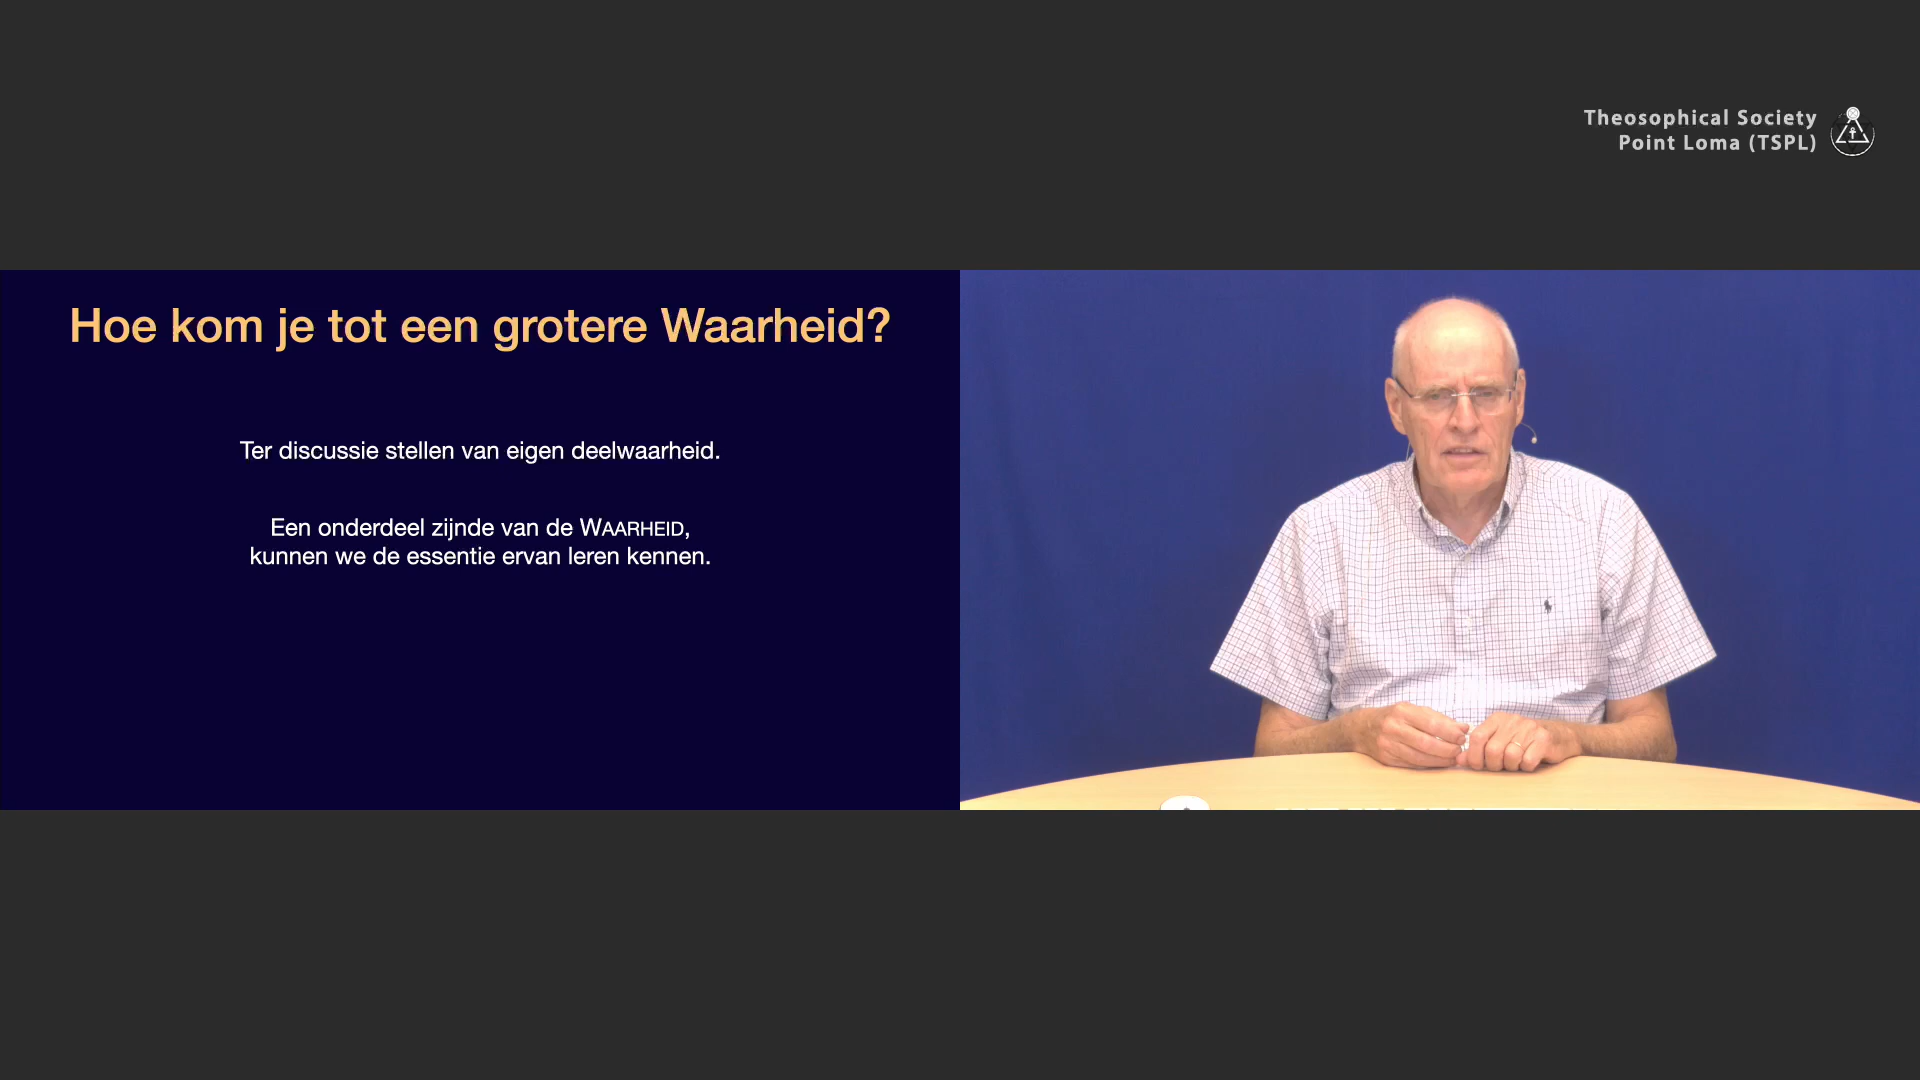 Theosophical Society
Point Loma (TSPL)
Hoe kom je tot een grotere Waarheid?
Ter discussie stellen van eigen deelwaarheid.
Een onderdeel zijnde van de WAARHEID,
kunnen we de essentie ervan leren kennen.